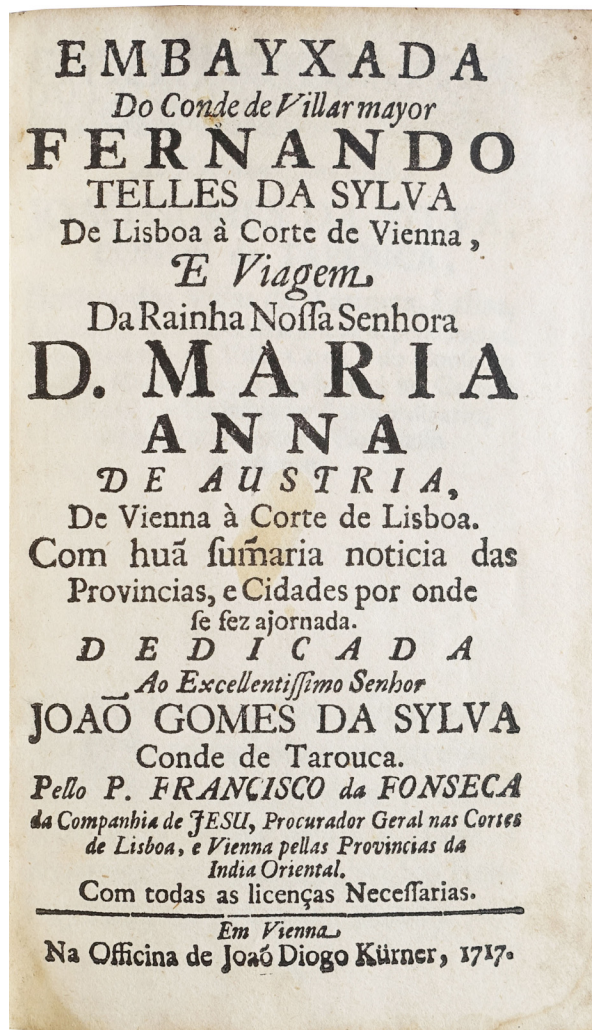 EMBAYXADA
Do Conde de Villarmayor
FERNANDO
TELLES DA SYLVA
De Lisboa à Corte de Vienna,
E Viagem
Da Rainha Noſſa Senhora
D. MARIA
ANNA
DE AUSTRIA,
De Vienna à Corte de Lisboa.
Com huã ſum̃aria noticia das
Provincias, e Cidades por onde
ſe fez ajornada.
DEDICADA
Ao Excellentiſſimo Senhor
JOAÕ GOMES DA SYLVA
Conde de Tarouca.
Pello P. FRANCISCO da FONSECA
da Companhia de JESU, Procurador Geral nas Cortes
de Lisboa, e Vienna pellas Provincias da
India Oriental.
Com todas as licenças Neceſſarias.
Em Vienna
Na Officina de Joaó Diogo Kürner, 1717.